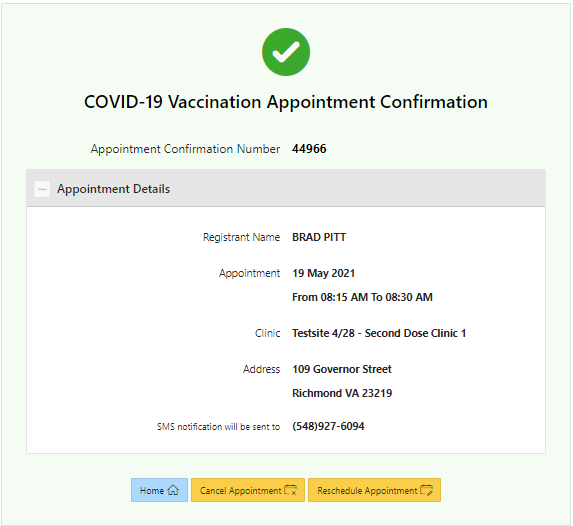 COVID-19 Vaccination Appointment Confirmation
Appointment Confirmation Number 44966
Appointment Details
Registrant Name BRAD PITT
Appointment 19 May 2021
From 08:15 AM To 08:30 AM
Clinic Testsite 4/28 - Second Dose Clinic 1
Address 109 Governor Street
Richmond VA 23219
SMS notification will be sent to (548)927-6094
Home Cancel Appointment Reschedule Appointment